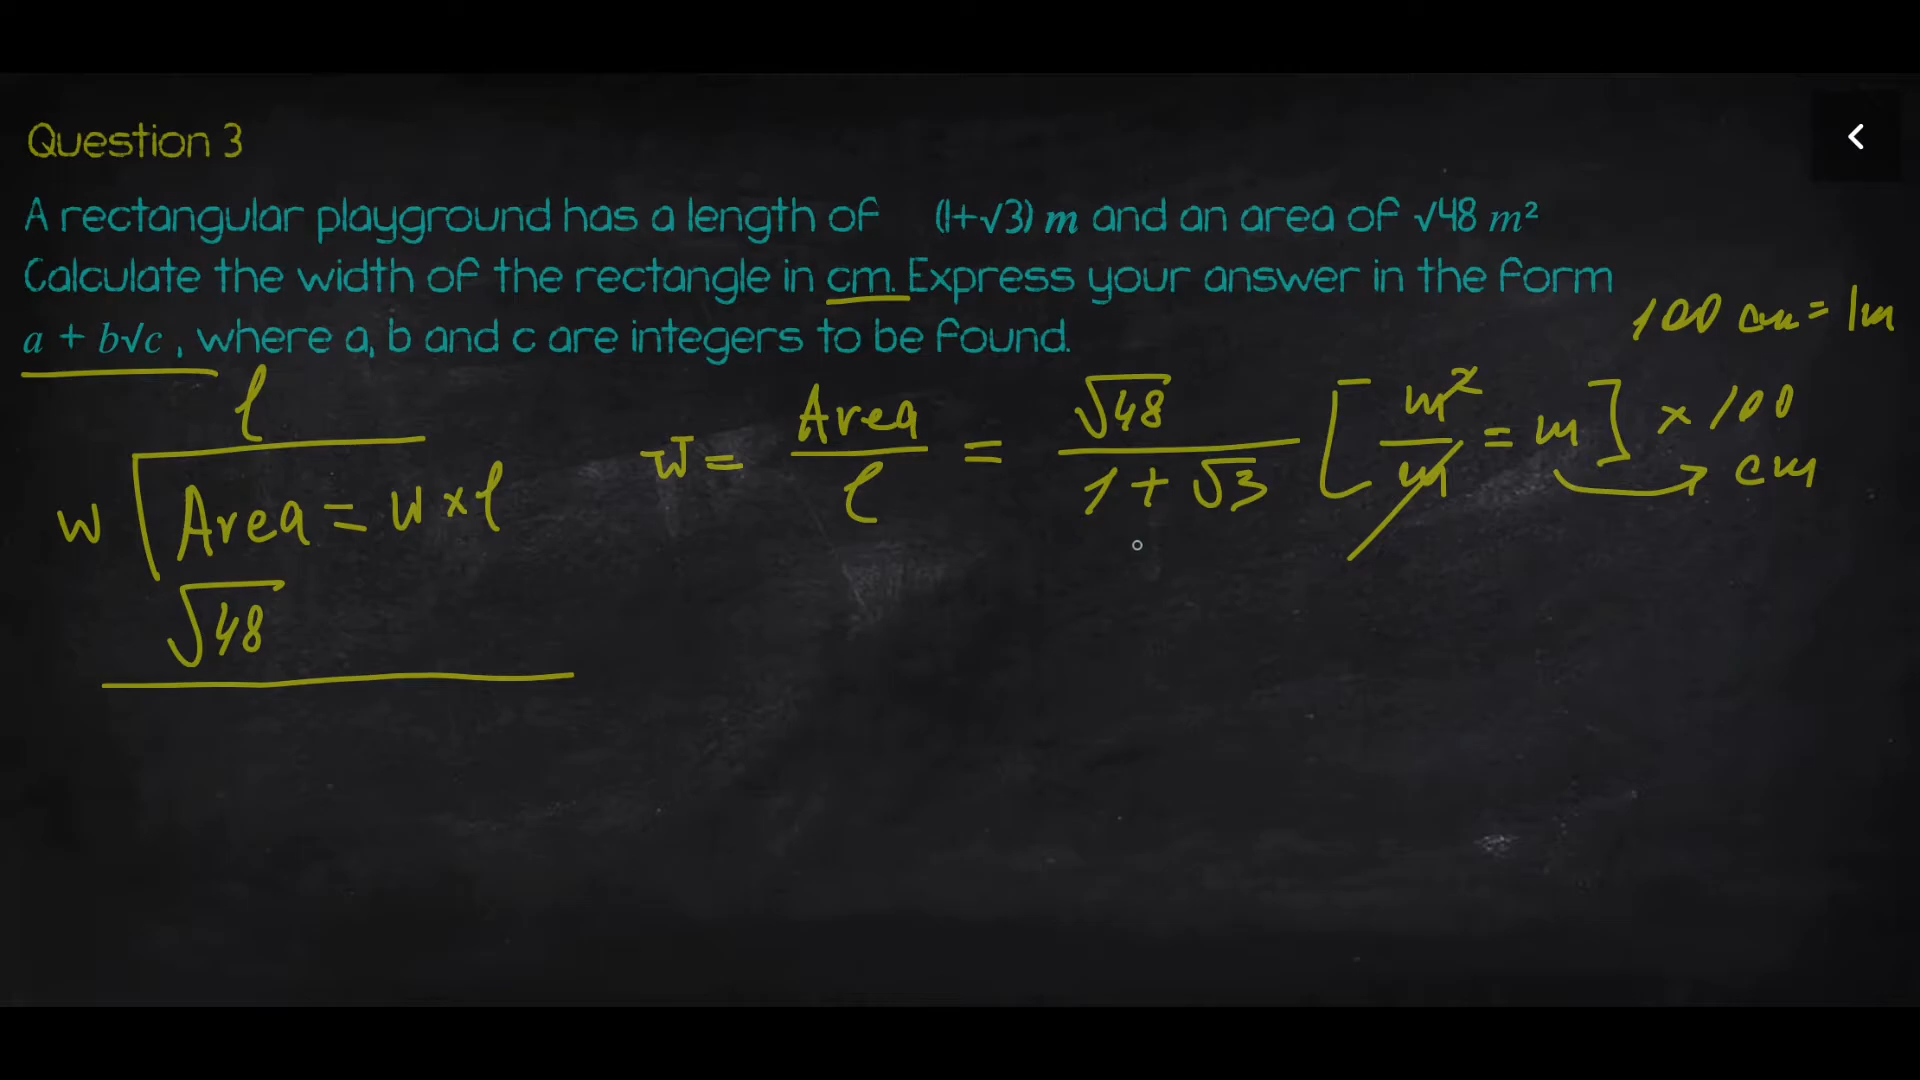 Question 3
A rectangular playground has a length of (1+√3) m and an area of √48 m²
Calculate the width of the rectangle in cm. Express your answer in the form
a + b√c , where a, b and c are integers to be found.
100 cm = 1m
l
w
Area = w × l
√48
w = Area / l = √48 / 1 + √3 [ m² / m = m ] × 100
cm